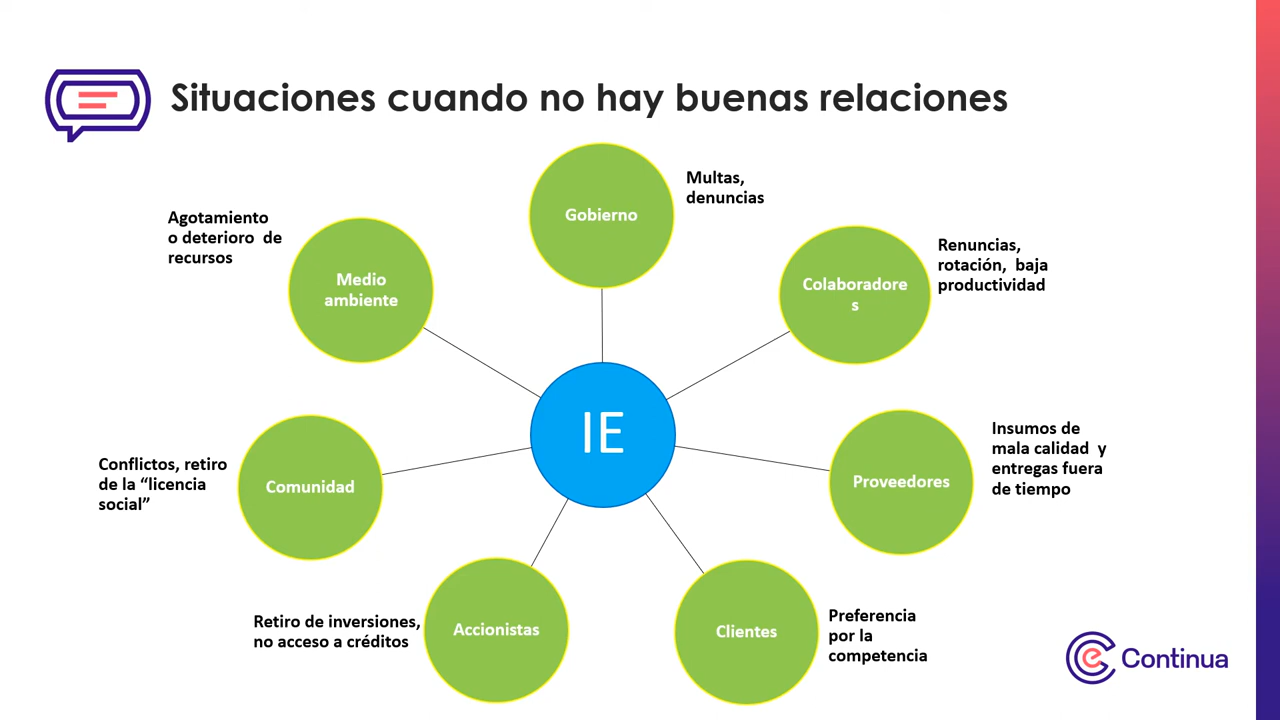 Situaciones cuando no hay buenas relaciones
Gobierno
Multas,
denuncias
Colaboradore
s
Renuncias,
rotación, baja
productividad
Proveedores
Insumos de
mala calidad y
entregas fuera
de tiempo
Clientes
Preferencia
por la
competencia
Accionistas
Retiro de inversiones,
no acceso a créditos
Comunidad
Conflictos, retiro
de la “licencia
social”
Medio
ambiente
Agotamiento
o deterioro de
recursos
IE
e Continua